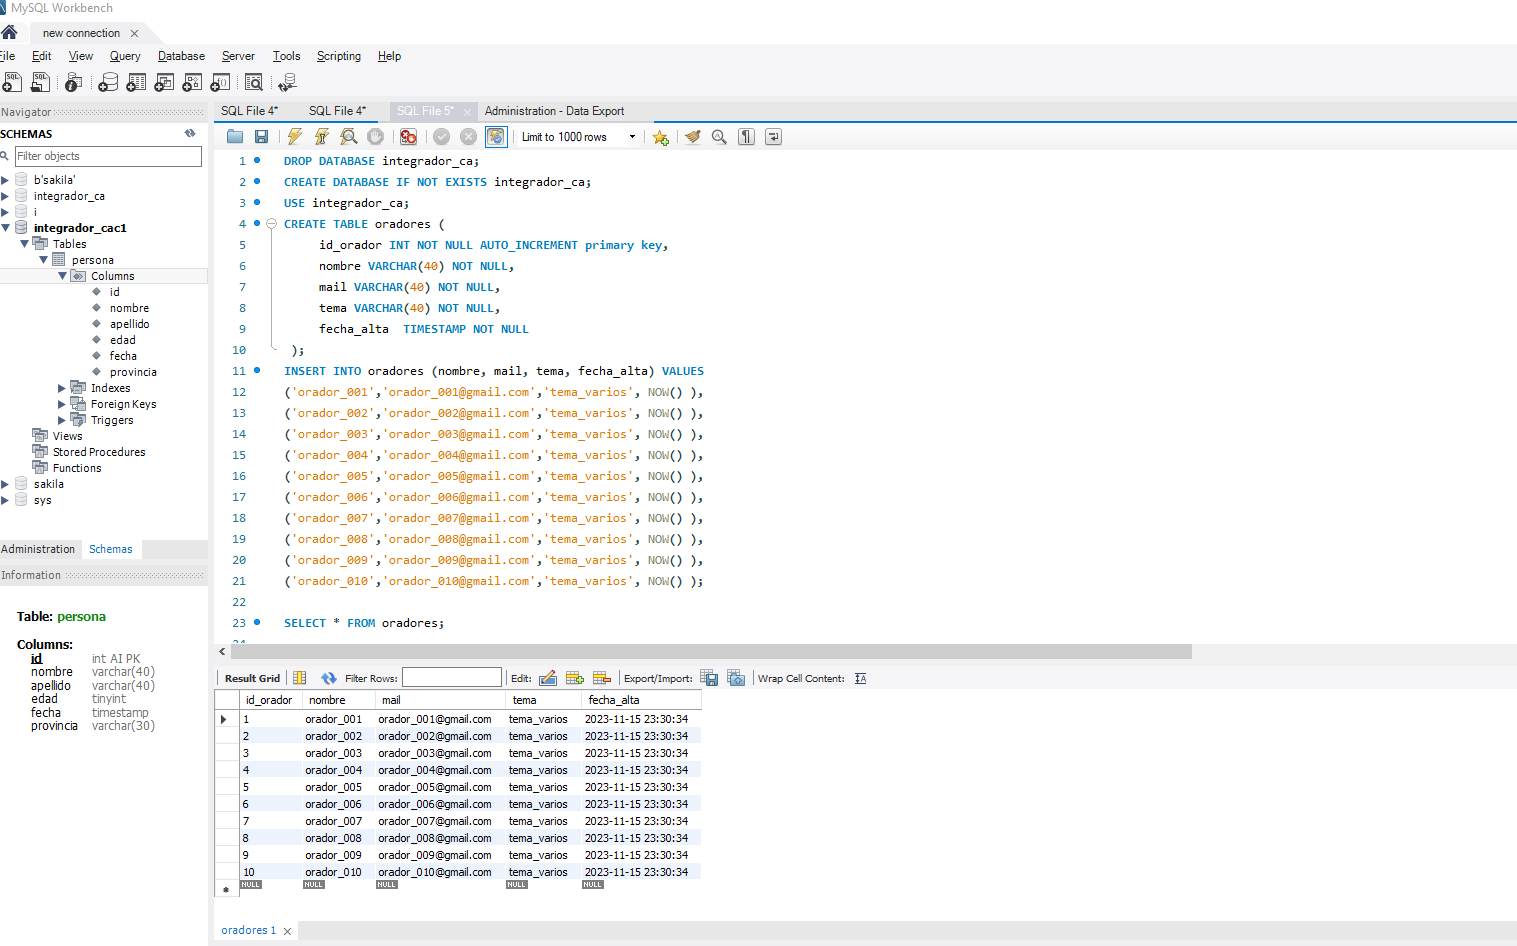 MySQL Workbench
new connection
File Edit View Query Database Server Tools Scripting Help
Navigator
SCHEMAS
Filter objects
b'sakila'
integrador_ca
i
integrador_cac1
Tables
persona
Columns
id
nombre
apellido
edad
fecha
provincia
Indexes
Foreign Keys
Triggers
Views
Stored Procedures
Functions
sakila
sys
Administration Schemas
Information
Table: persona
Columns:
id int AI PK
nombre varchar(40)
apellido varchar(40)
edad tinyint
fecha timestamp
provincia varchar(30)
SQL File 4* SQL File 4* SQL File 5* Administration - Data Export
Limit to 1000 rows
1 DROP DATABASE integrador_ca;
2 CREATE DATABASE IF NOT EXISTS integrador_ca;
3 USE integrador_ca;
4 CREATE TABLE oradores (
5 id_orador INT NOT NULL AUTO_INCREMENT primary key,
6 nombre VARCHAR(40) NOT NULL,
7 mail VARCHAR(40) NOT NULL,
8 tema VARCHAR(40) NOT NULL,
9 fecha_alta TIMESTAMP NOT NULL
10 );
11 INSERT INTO oradores (nombre, mail, tema, fecha_alta) VALUES
12 ('orador_001','orador_001@gmail.com','tema_varios', NOW() ),
13 ('orador_002','orador_002@gmail.com','tema_varios', NOW() ),
14 ('orador_003','orador_003@gmail.com','tema_varios', NOW() ),
15 ('orador_004','orador_004@gmail.com','tema_varios', NOW() ),
16 ('orador_005','orador_005@gmail.com','tema_varios', NOW() ),
17 ('orador_006','orador_006@gmail.com','tema_varios', NOW() ),
18 ('orador_007','orador_007@gmail.com','tema_varios', NOW() ),
19 ('orador_008','orador_008@gmail.com','tema_varios', NOW() ),
20 ('orador_009','orador_009@gmail.com','tema_varios', NOW() ),
21 ('orador_010','orador_010@gmail.com','tema_varios', NOW() );
22
23 SELECT * FROM oradores;
24
Result Grid Filter Rows: Edit: Export/Import: Wrap Cell Content:
id_orador nombre mail tema fecha_alta
1 orador_001 orador_001@gmail.com tema_varios 2023-11-15 23:30:34
2 orador_002 orador_002@gmail.com tema_varios 2023-11-15 23:30:34
3 orador_003 orador_003@gmail.com tema_varios 2023-11-15 23:30:34
4 orador_004 orador_004@gmail.com tema_varios 2023-11-15 23:30:34
5 orador_005 orador_005@gmail.com tema_varios 2023-11-15 23:30:34
6 orador_006 orador_006@gmail.com tema_varios 2023-11-15 23:30:34
7 orador_007 orador_007@gmail.com tema_varios 2023-11-15 23:30:34
8 orador_008 orador_008@gmail.com tema_varios 2023-11-15 23:30:34
9 orador_009 orador_009@gmail.com tema_varios 2023-11-15 23:30:34
10 orador_010 orador_010@gmail.com tema_varios 2023-11-15 23:30:34
NULL NULL NULL NULL NULL
oradores 1